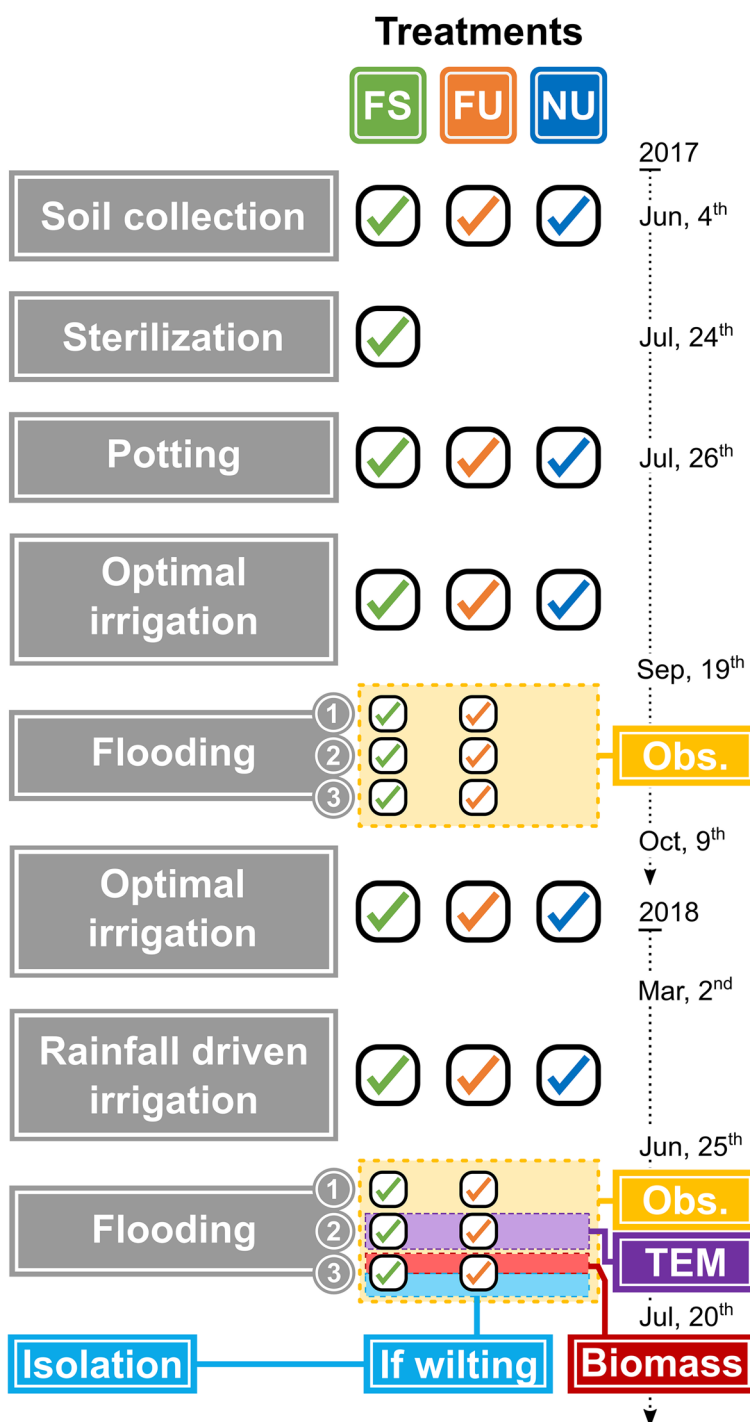 Treatments
FS FU NU
2017
Soil collection
Jun, 4th
Sterilization
Jul, 24th
Potting
Jul, 26th
Optimal
irrigation
Sep, 19th
1
Flooding
2
3
Obs.
Oct, 9th
Optimal
irrigation
2018
Mar, 2nd
Rainfall driven
irrigation
Jun, 25th
1
Flooding
2
3
Obs.
TEM
Jul, 20th
Isolation
If wilting
Biomass